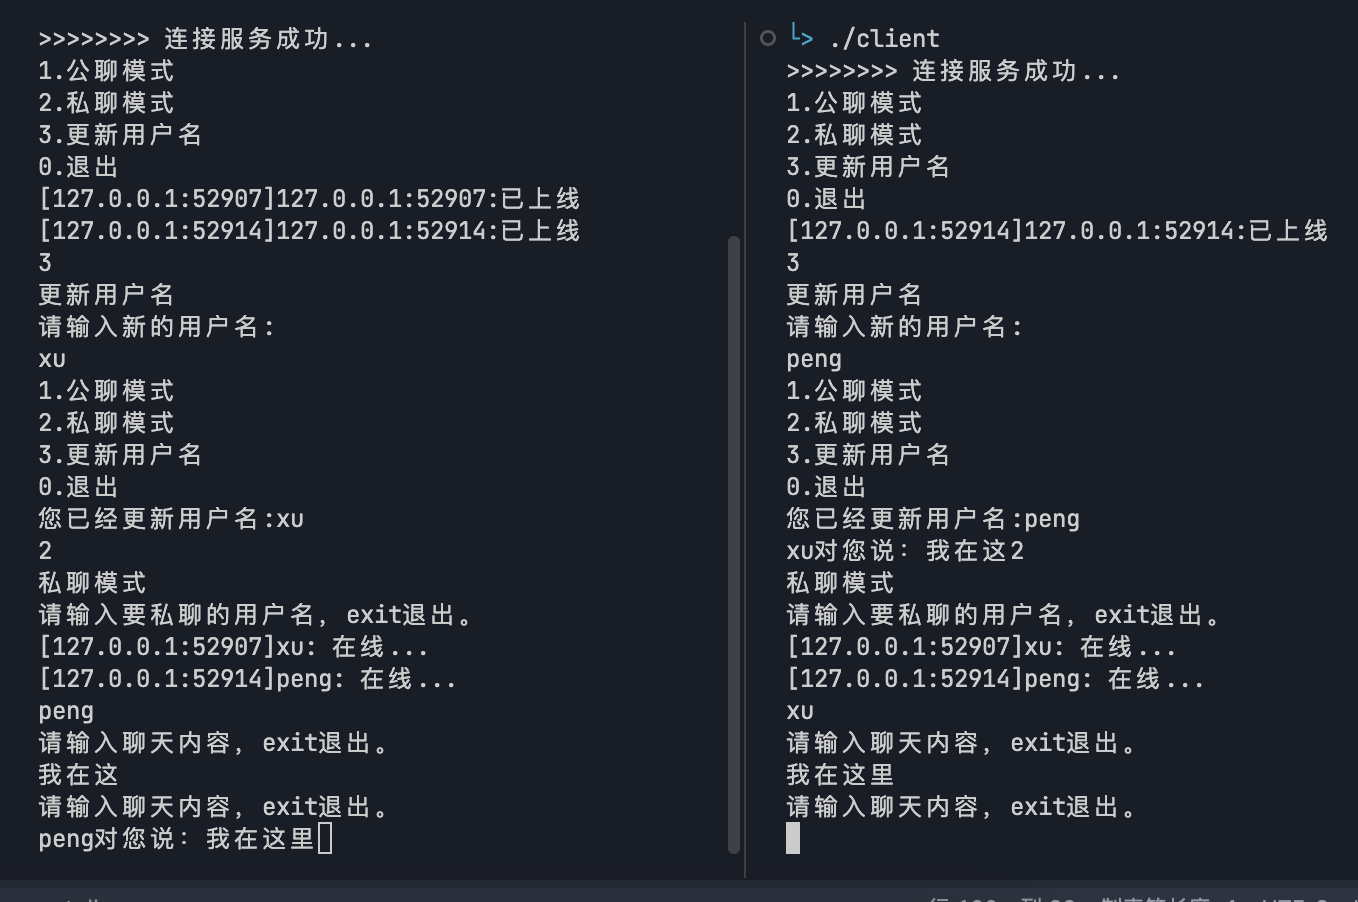 >>>>>>>> 连接服务成功...
1.公聊模式
2.私聊模式
3.更新用户名
0.退出
[127.0.0.1:52907]127.0.0.1:52907:已上线
[127.0.0.1:52914]127.0.0.1:52914:已上线
3
更新用户名
请输入新的用户名:
xu
1.公聊模式
2.私聊模式
3.更新用户名
0.退出
您已经更新用户名:xu
2
私聊模式
请输入要私聊的用户名, exit退出。
[127.0.0.1:52907]xu: 在线...
[127.0.0.1:52914]peng: 在线...
peng
请输入聊天内容, exit退出。
我在这
请输入聊天内容, exit退出。
peng对您说: 我在这里
└> ./client
>>>>>>>> 连接服务成功...
1.公聊模式
2.私聊模式
3.更新用户名
0.退出
[127.0.0.1:52914]127.0.0.1:52914:已上线
3
更新用户名
请输入新的用户名:
peng
1.公聊模式
2.私聊模式
3.更新用户名
0.退出
您已经更新用户名:peng
xu对您说: 我在这2
私聊模式
请输入要私聊的用户名, exit退出。
[127.0.0.1:52907]xu: 在线...
[127.0.0.1:52914]peng: 在线...
xu
请输入聊天内容, exit退出。
我在这里
请输入聊天内容, exit退出。